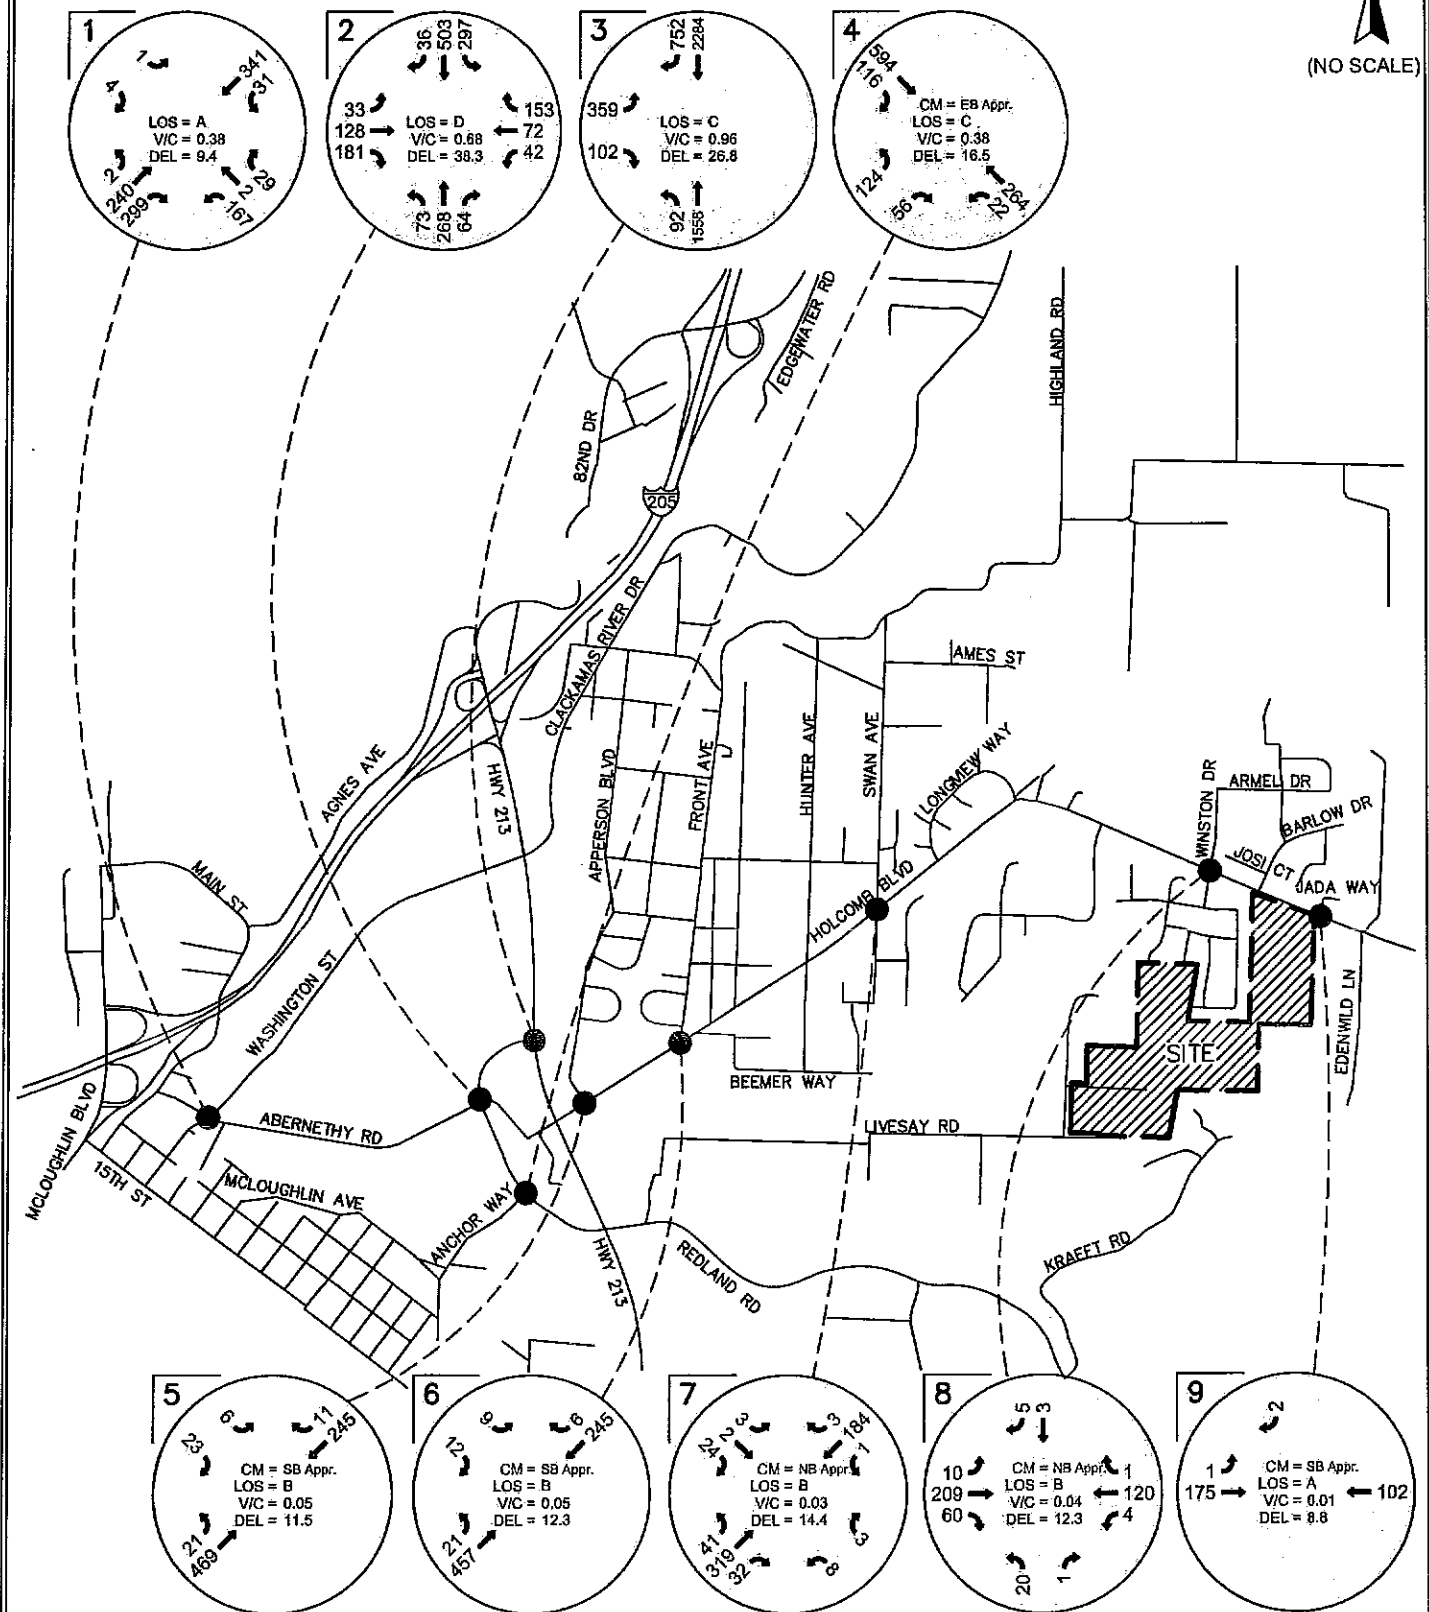 (NO SCALE)
1
1
4
341
31
LOS = A
V/C = 0.38
DEL = 9.4
2
240
299
29
2
167
2
36
503
297
33
128
181
LOS = D
V/C = 0.68
DEL = 38.3
153
72
42
73
268
64
3
752
2284
359
102
LOS = C
V/C = 0.96
DEL = 26.8
92
1556
4
594
116
CM = EB Appr.
LOS = C
V/C = 0.38
DEL = 16.5
124
56
264
22
EDGEWATER RD
HIGHLAND RD
82ND DR
205
CLACKAMAS RIVER DR
AMES ST
AGNES AVE
HWY 213
APPERSON BLVD
FRONT AVE
HUNTER AVE
SWAN AVE
LONGVIEW WAY
WINSTON DR
ARMEL DR
BARLOW DR
JOSI CT
JADA WAY
MAIN ST
HOLCOMB BLVD
WASHINGTON ST
SITE
EDENWILD LN
BEEMER WAY
MCLOUGHLIN BLVD
ABERNETHY RD
LIVESAY RD
15TH ST
MCLOUGHLIN AVE
ANCHOR WAY
HWY 213
REDLAND RD
KRAEFT RD
5
6
11
245
23
CM = SB Appr.
LOS = B
V/C = 0.05
DEL = 11.5
21
469
6
9
6
245
12
CM = SB Appr.
LOS = B
V/C = 0.05
DEL = 12.3
21
457
7
3
2
24
3
184
1
CM = NB Appr.
LOS = B
V/C = 0.03
DEL = 14.4
41
319
32
3
8
8
5
3
10
209
60
CM = NB Appr.
LOS = B
V/C = 0.04
DEL = 12.3
1
120
4
20
1
9
2
1
175
CM = SB Appr.
LOS = A
V/C = 0.01
DEL = 8.8
102